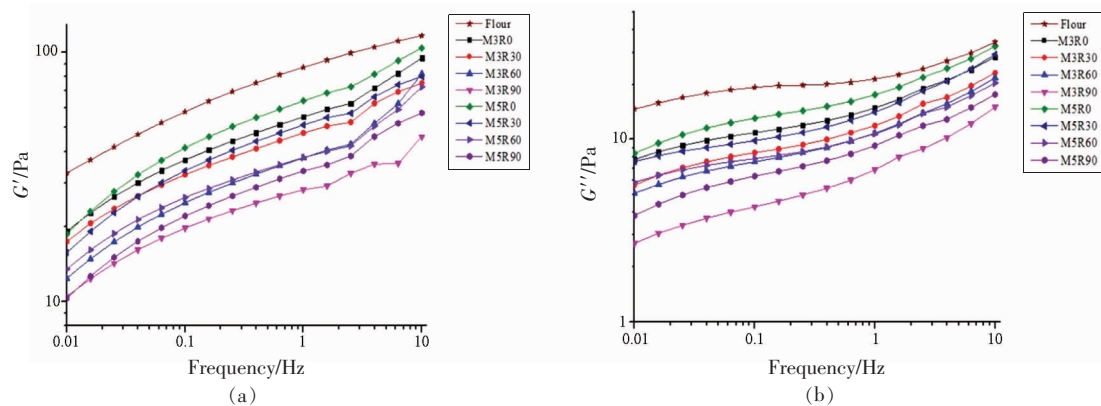 100
10
G′/Pa
0.01
0.1
1
10
Frequency/Hz
(a)
Flour
M3R0
M3R30
M3R60
M3R90
M5R0
M5R30
M5R60
M5R90
10
1
G′′/Pa
0.01
0.1
1
10
Frequency/Hz
(b)
Flour
M3R0
M3R30
M3R60
M3R90
M5R0
M5R30
M5R60
M5R90